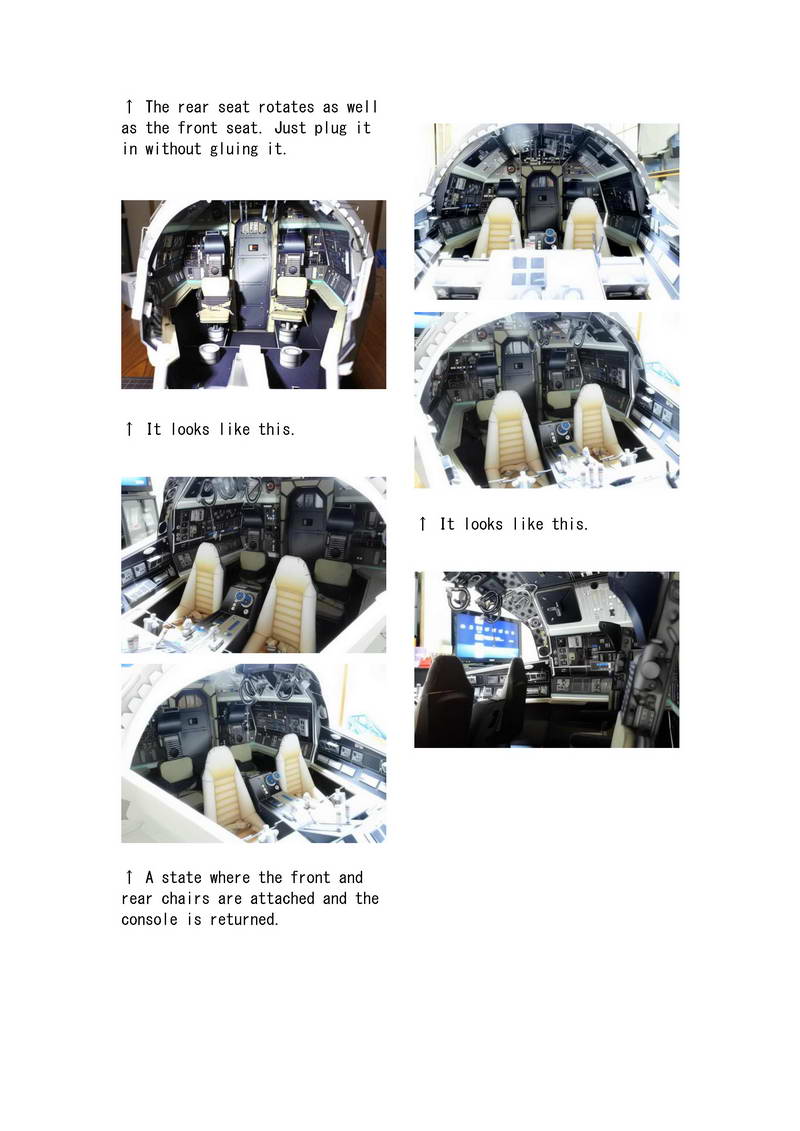 ↑ The rear seat rotates as well
as the front seat. Just plug it
in without gluing it.
↑ It looks like this.
↑ A state where the front and
rear chairs are attached and the
console is returned.
↑ It looks like this.